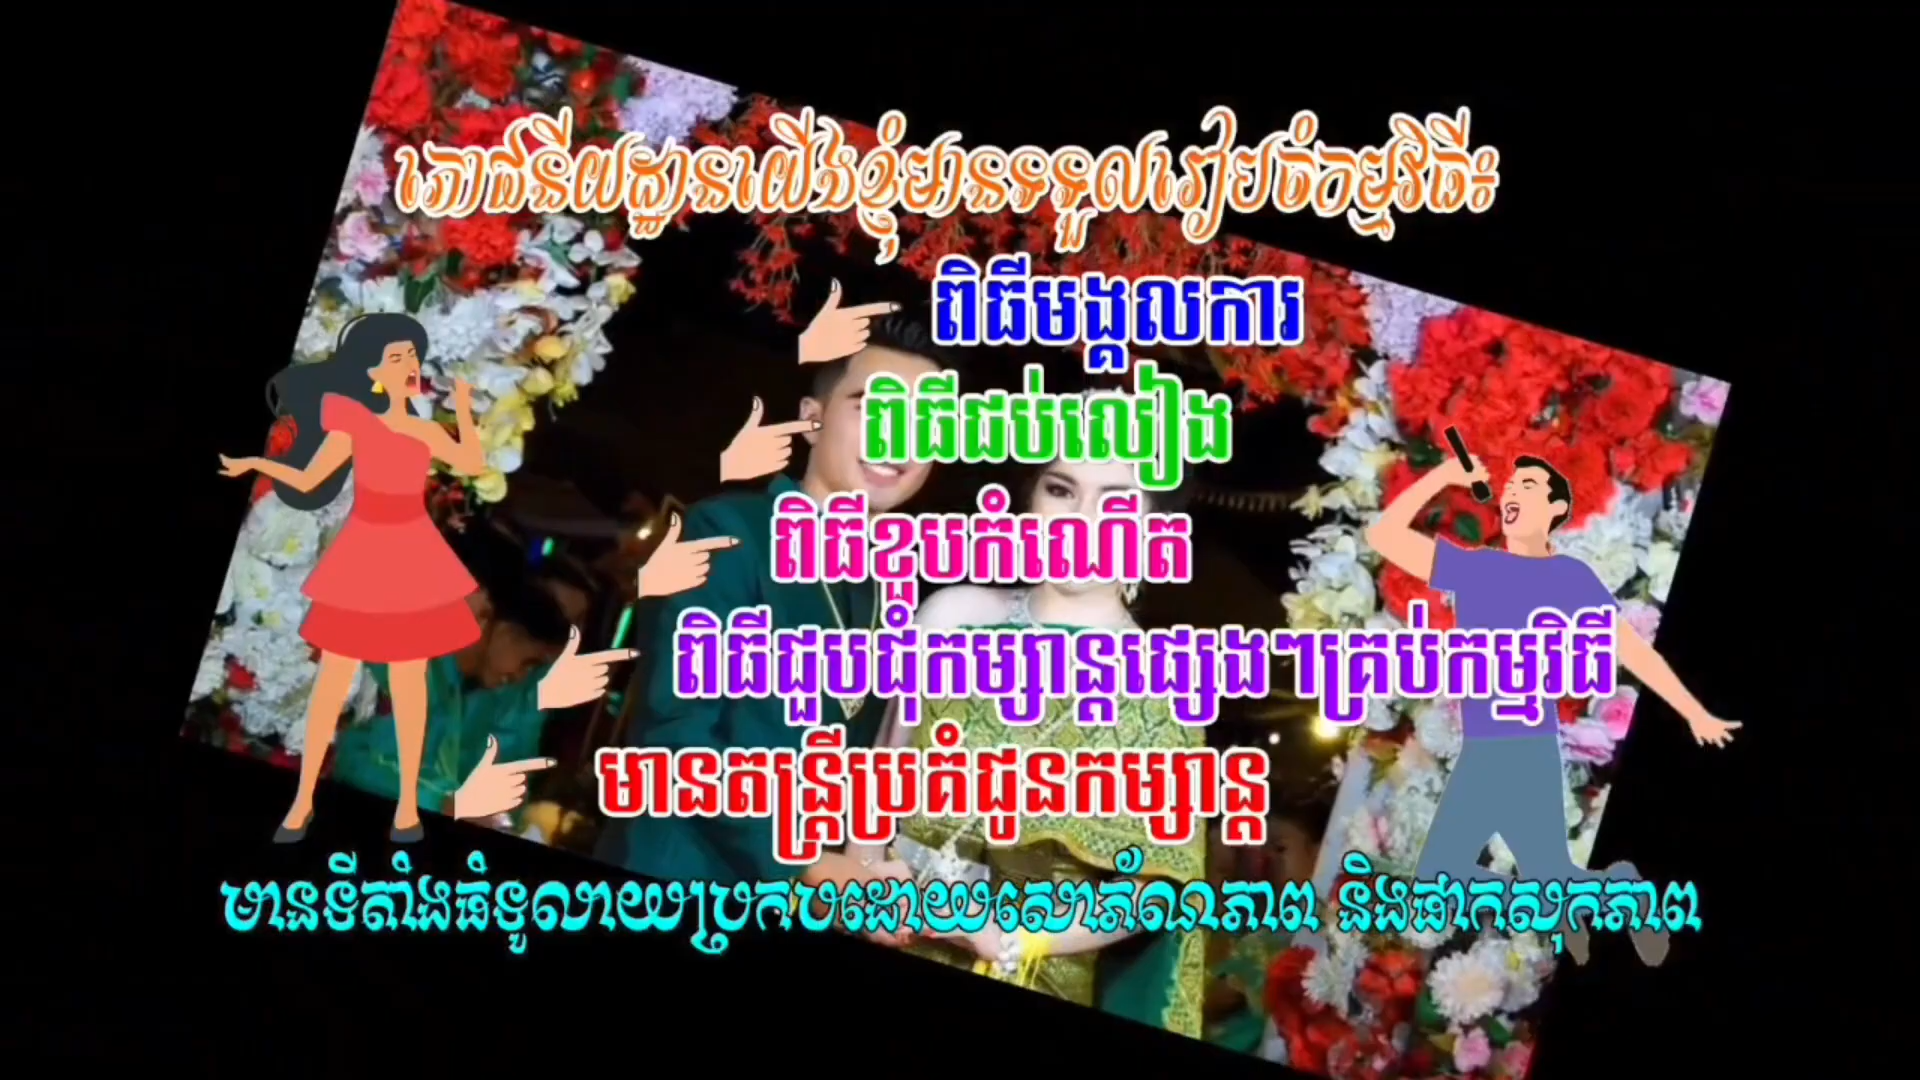 ភោជនីយដ្ឋានយើងខ្ញុំមានទទួលរៀបចំកម្មវិធី៖
ពិធីមង្គលការ
ពិធីជប់លៀង
ពិធីខួបកំណើត
ពិធីជួបជុំកម្សាន្តផ្សេងៗគ្រប់កម្មវិធី
មានតន្ត្រីប្រគំជូនកម្សាន្ត
មានទីតាំងធំទូលាយប្រកបដោយសោភ័ណភាព និងផាសុកភាព